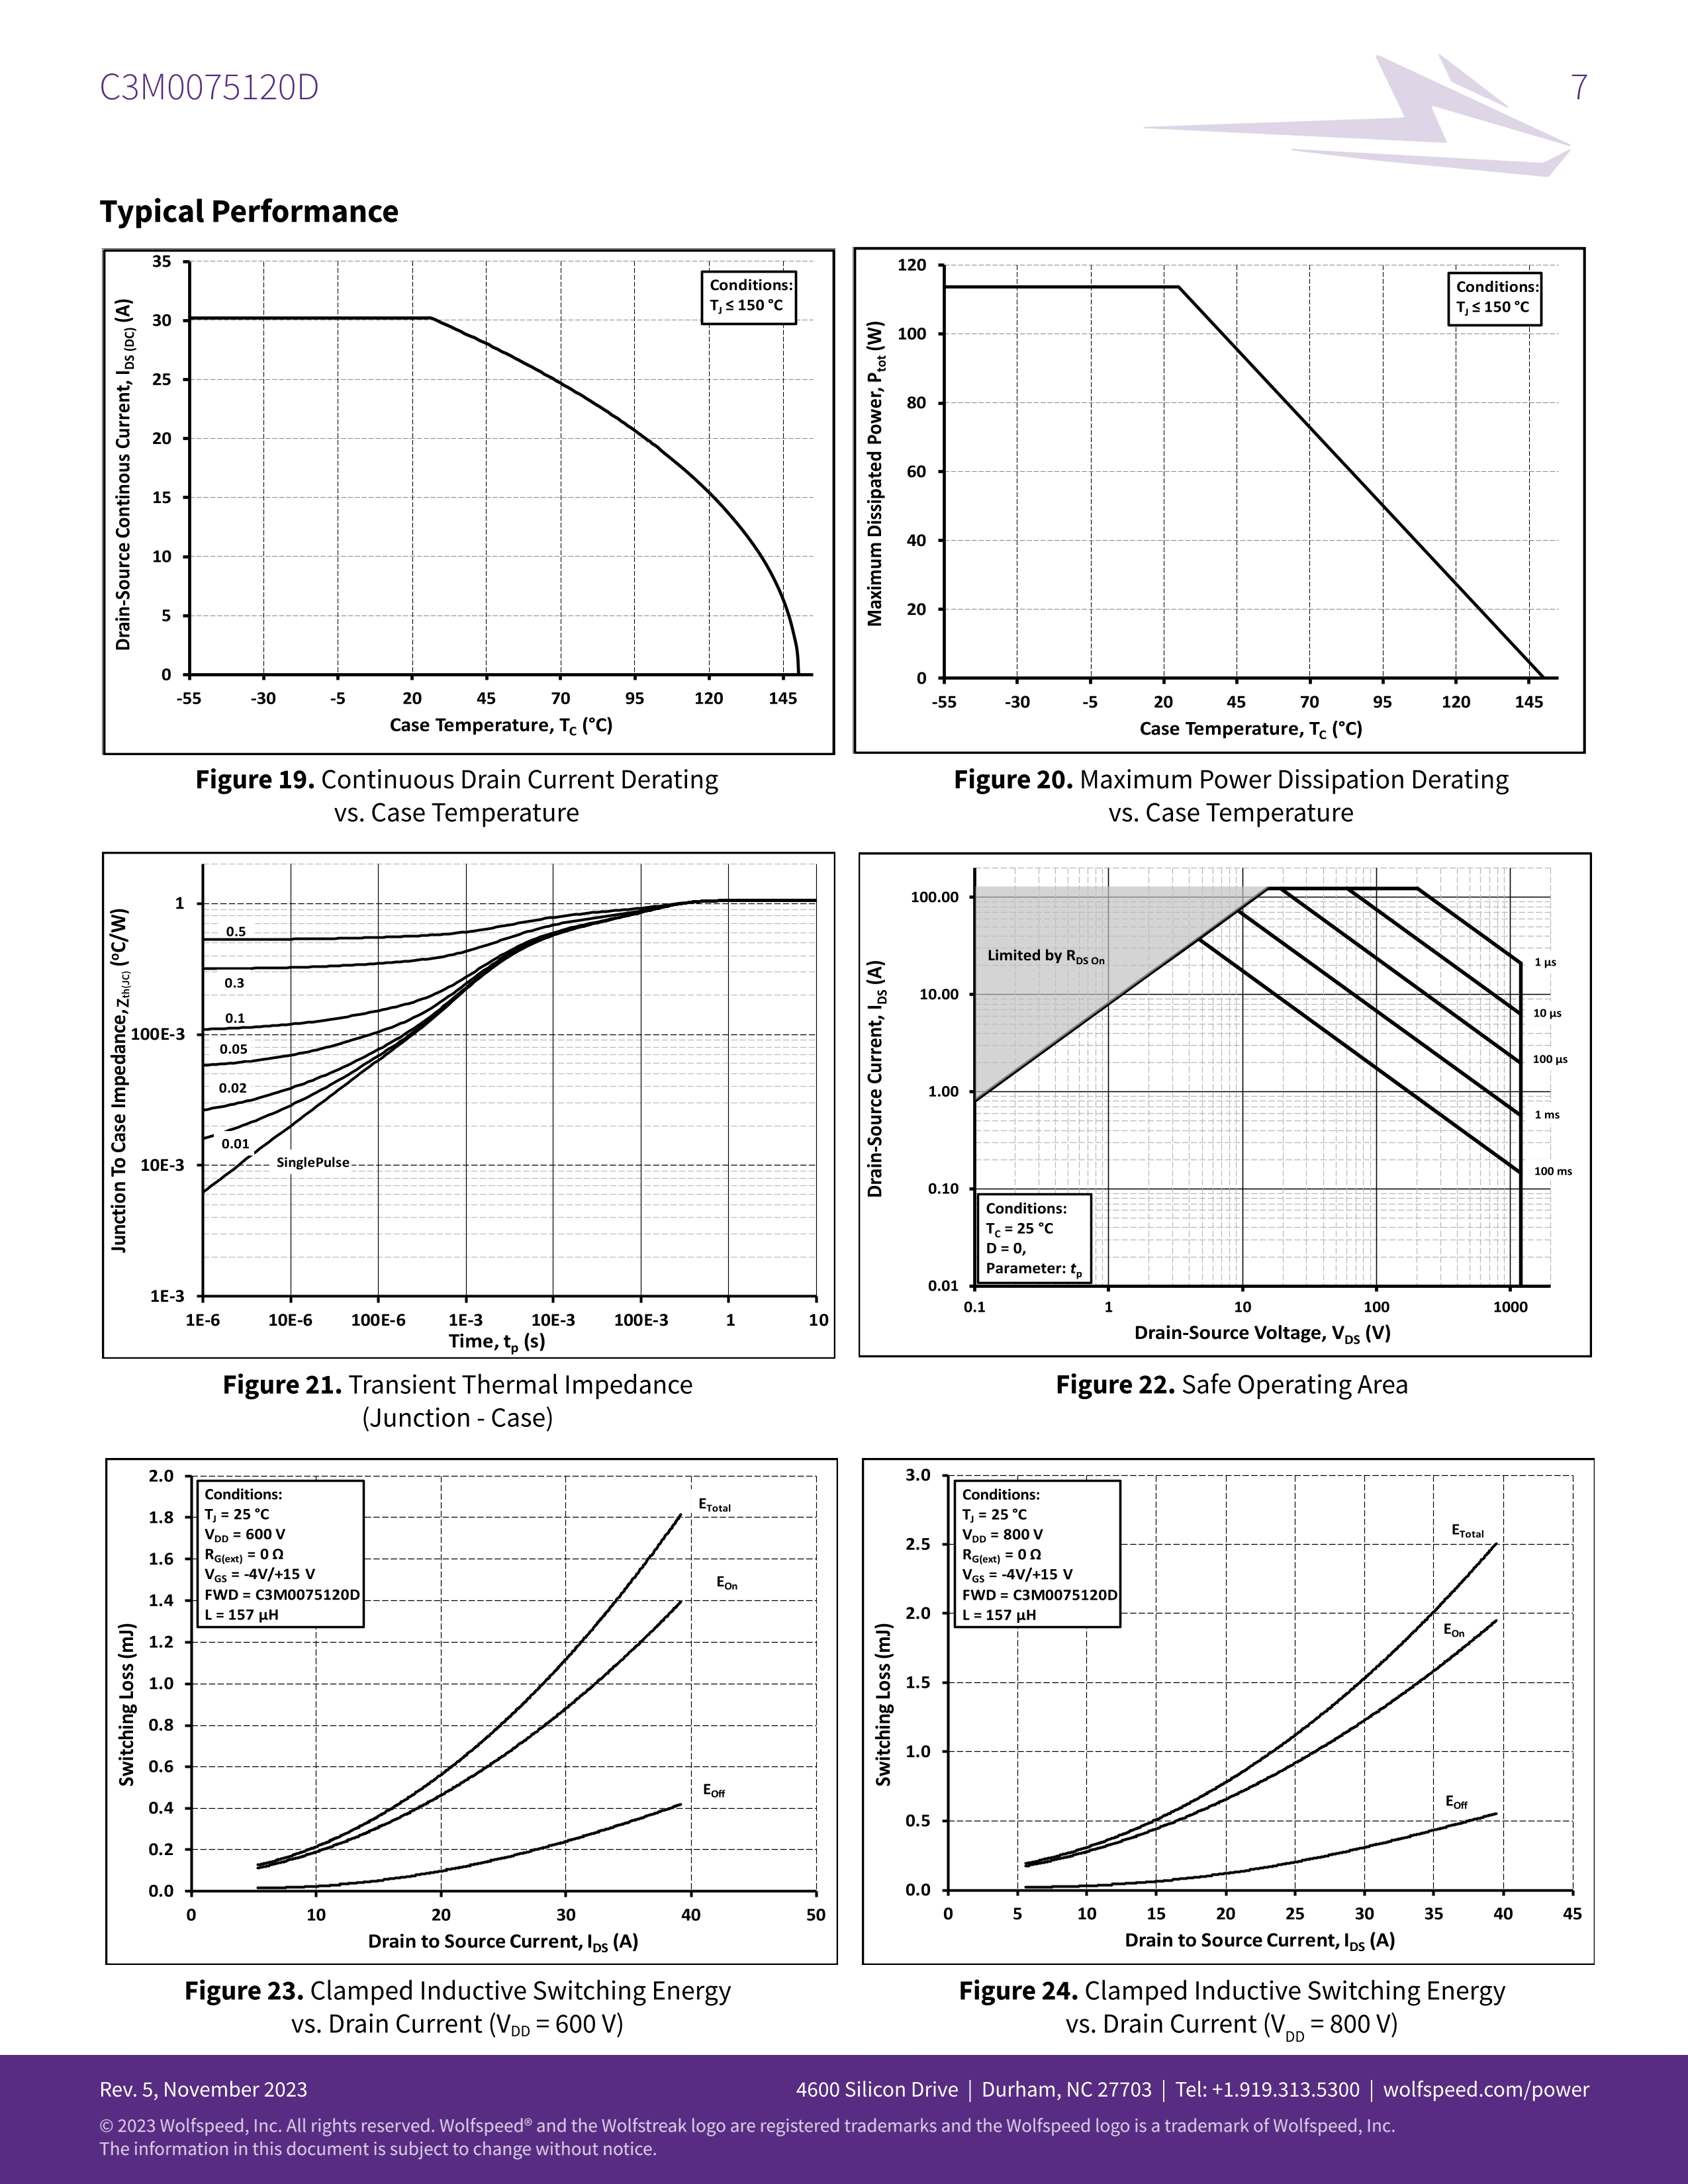 C3M0075120D
7
Typical Performance
35
30
25
20
15
10
5
0
-55 -30 -5 20 45 70 95 120 145
Drain-Source Continous Current, IDS (DC) (A)
Case Temperature, TC (°C)
Conditions:
TJ ≤ 150 °C
Figure 19. Continuous Drain Current Derating
vs. Case Temperature
120
100
80
60
40
20
0
-55 -30 -5 20 45 70 95 120 145
Maximum Dissipated Power, Ptot (W)
Case Temperature, TC (°C)
Conditions:
TJ ≤ 150 °C
Figure 20. Maximum Power Dissipation Derating
vs. Case Temperature
1
100E-3
10E-3
1E-3
1E-6 10E-6 100E-6 1E-3 10E-3 100E-3 1 10
Junction To Case Impedance, Zth(JC) (°C/W)
Time, tp (s)
0.5
0.3
0.1
0.05
0.02
0.01
SinglePulse
Figure 21. Transient Thermal Impedance
(Junction - Case)
100.00
10.00
1.00
0.10
0.01
0.1 1 10 100 1000
Drain-Source Current, IDS (A)
Drain-Source Voltage, VDS (V)
Limited by RDS On
1 µs
10 µs
100 µs
1 ms
100 ms
Conditions:
TC = 25 °C
D = 0,
Parameter: tp
Figure 22. Safe Operating Area
2.0
1.8
1.6
1.4
1.2
1.0
0.8
0.6
0.4
0.2
0.0
0 10 20 30 40 50
Switching Loss (mJ)
Drain to Source Current, IDS (A)
Conditions:
TJ = 25 °C
VDD = 600 V
RG(ext) = 0 Ω
VGS = -4V/+15 V
FWD = C3M0075120D
L = 157 µH
ETotal
EOn
EOff
Figure 23. Clamped Inductive Switching Energy
vs. Drain Current (VDD = 600 V)
3.0
2.5
2.0
1.5
1.0
0.5
0.0
0 5 10 15 20 25 30 35 40 45
Switching Loss (mJ)
Drain to Source Current, IDS (A)
Conditions:
TJ = 25 °C
VDD = 800 V
RG(ext) = 0 Ω
VGS = -4V/+15 V
FWD = C3M0075120D
L = 157 µH
ETotal
EOn
EOff
Figure 24. Clamped Inductive Switching Energy
vs. Drain Current (VDD = 800 V)
Rev. 5, November 2023
4600 Silicon Drive | Durham, NC 27703 | Tel: +1.919.313.5300 | wolfspeed.com/power
© 2023 Wolfspeed, Inc. All rights reserved. Wolfspeed® and the Wolfstreak logo are registered trademarks and the Wolfspeed logo is a trademark of Wolfspeed, Inc.
The information in this document is subject to change without notice.